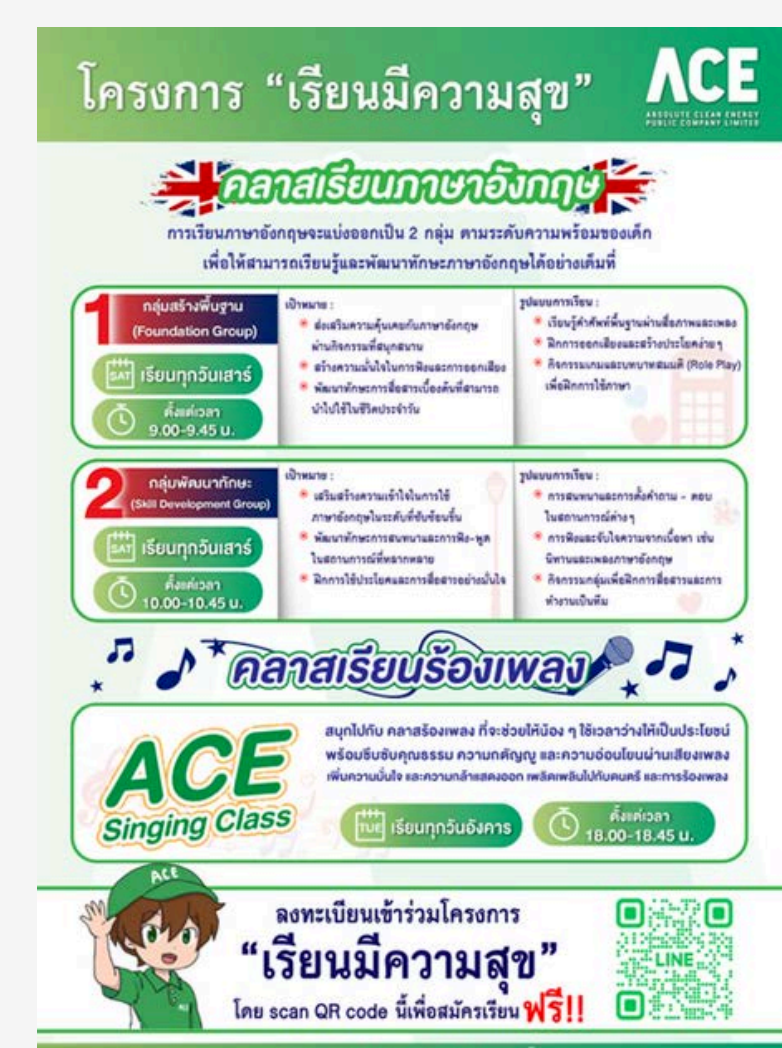 โครงการ “เรียนมีความสุข”
ACE
ABSOLUTE CLEAN ENERGY
PUBLIC COMPANY LIMITED
คลาสเรียนภาษาอังกฤษ
การเรียนภาษาอังกฤษจะแบ่งออกเป็น 2 กลุ่ม ตามระดับความพร้อมของเด็ก
เพื่อให้สามารถเรียนรู้และพัฒนาทักษะภาษาอังกฤษได้อย่างเต็มที่
1
กลุ่มสร้างพื้นฐาน
(Foundation Group)
SAT เรียนทุกวันเสาร์
ตั้งแต่เวลา
9.00-9.45 น.
เป้าหมาย :
ส่งเสริมความคุ้นเคยกับภาษาอังกฤษ
ผ่านกิจกรรมที่สนุกสนาน
สร้างความมั่นใจในการฟังและการออกเสียง
พัฒนาทักษะการสื่อสารเบื้องต้นที่สามารถ
นำไปใช้ในชีวิตประจำวัน
รูปแบบการเรียน :
เรียนรู้คำศัพท์พื้นฐานผ่านสื่อภาพและเพลง
ฝึกการออกเสียงและสร้างประโยคง่ายๆ
กิจกรรมเกมและบทบาทสมมติ (Role Play)
เพื่อฝึกการใช้ภาษา
2
กลุ่มพัฒนาทักษะ
(Skill Development Group)
SAT เรียนทุกวันเสาร์
ตั้งแต่เวลา
10.00-10.45 น.
เป้าหมาย :
เสริมสร้างความเข้าใจในการใช้
ภาษาอังกฤษในระดับที่ซับซ้อนขึ้น
พัฒนาทักษะการสนทนาและการฟัง-พูด
ในสถานการณ์ที่หลากหลาย
ฝึกการใช้ประโยคและการสื่อสารอย่างมั่นใจ
รูปแบบการเรียน :
การสนทนาและการตั้งคำถาม - ตอบ
ในสถานการณ์ต่างๆ
การฟังและจับใจความจากเนื้อหา เช่น
นิทานและเพลงภาษาอังกฤษ
กิจกรรมกลุ่มเพื่อฝึกการสื่อสารและการ
ทำงานเป็นทีม
คลาสเรียนร้องเพลง
ACE
Singing Class
สนุกไปกับ คลาสร้องเพลง ที่จะช่วยให้น้อง ๆ ใช้เวลาว่างให้เป็นประโยชน์
พร้อมซึมซับคุณธรรม ความกตัญญู และความอ่อนโยนผ่านเสียงเพลง
เพิ่มความมั่นใจ และความกล้าแสดงออก เพลิดเพลินไปกับดนตรี และการร้องเพลง
TUE เรียนทุกวันอังคาร
ตั้งแต่เวลา
18.00-18.45 น.
ACE
ลงทะเบียนเข้าร่วมโครงการ
“เรียนมีความสุข”
โดย scan QR code นี้เพื่อสมัครเรียน ฟรี!!
LINE